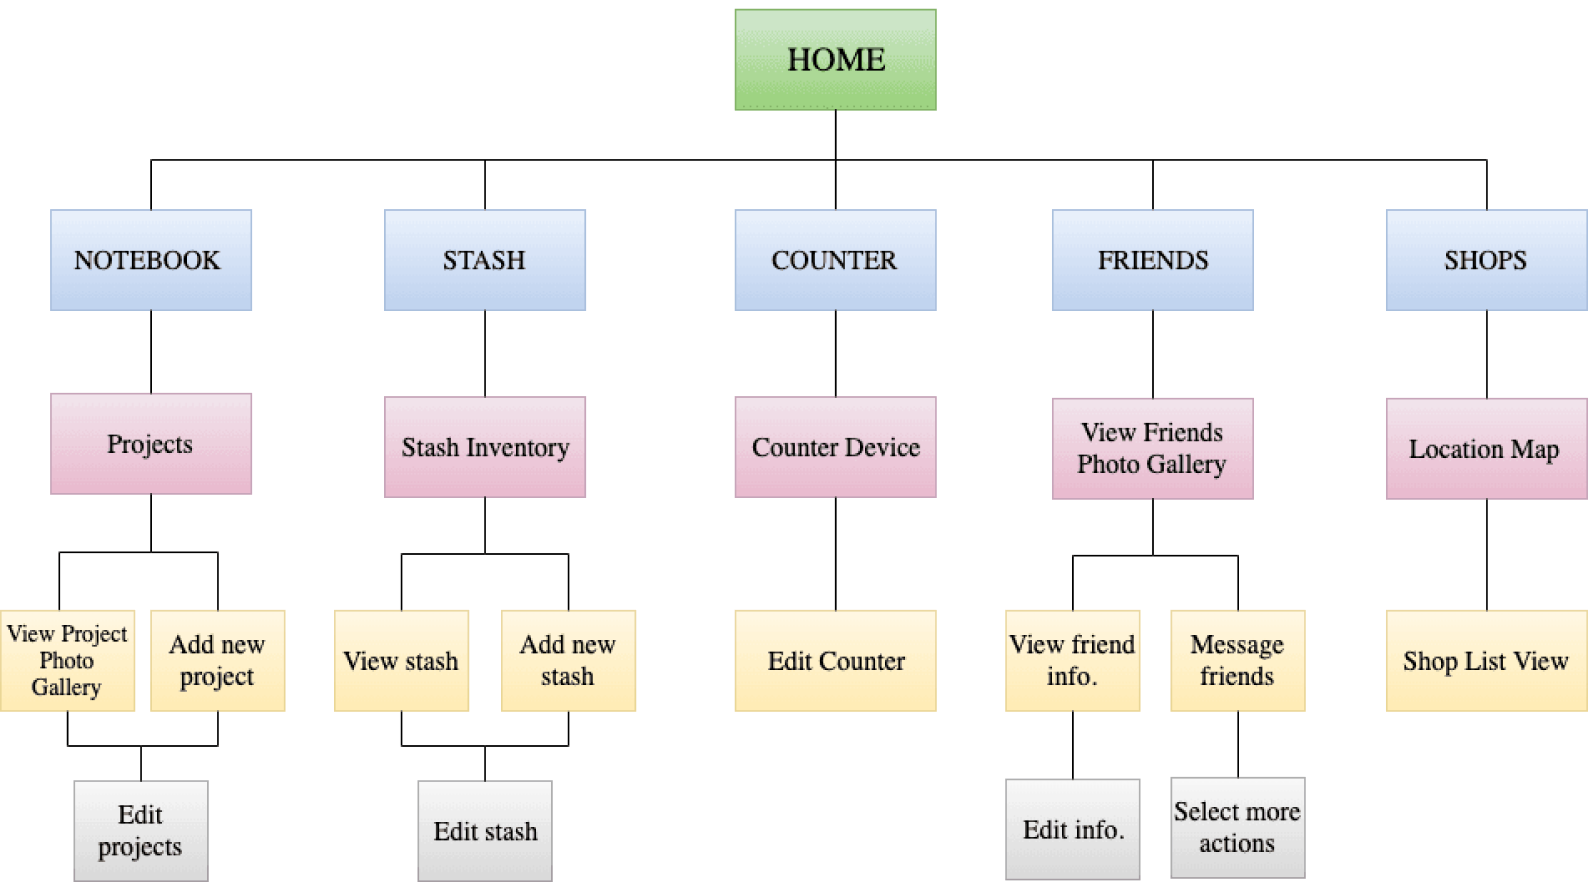 HOME
NOTEBOOK
STASH
COUNTER
FRIENDS
SHOPS
Projects
Stash Inventory
Counter Device
View Friends
Photo Gallery
Location Map
View Project
Photo
Gallery
Add new
project
View stash
Add new
stash
Edit Counter
View friend
info.
Message
friends
Shop List View
Edit
projects
Edit stash
Edit info.
Select more
actions